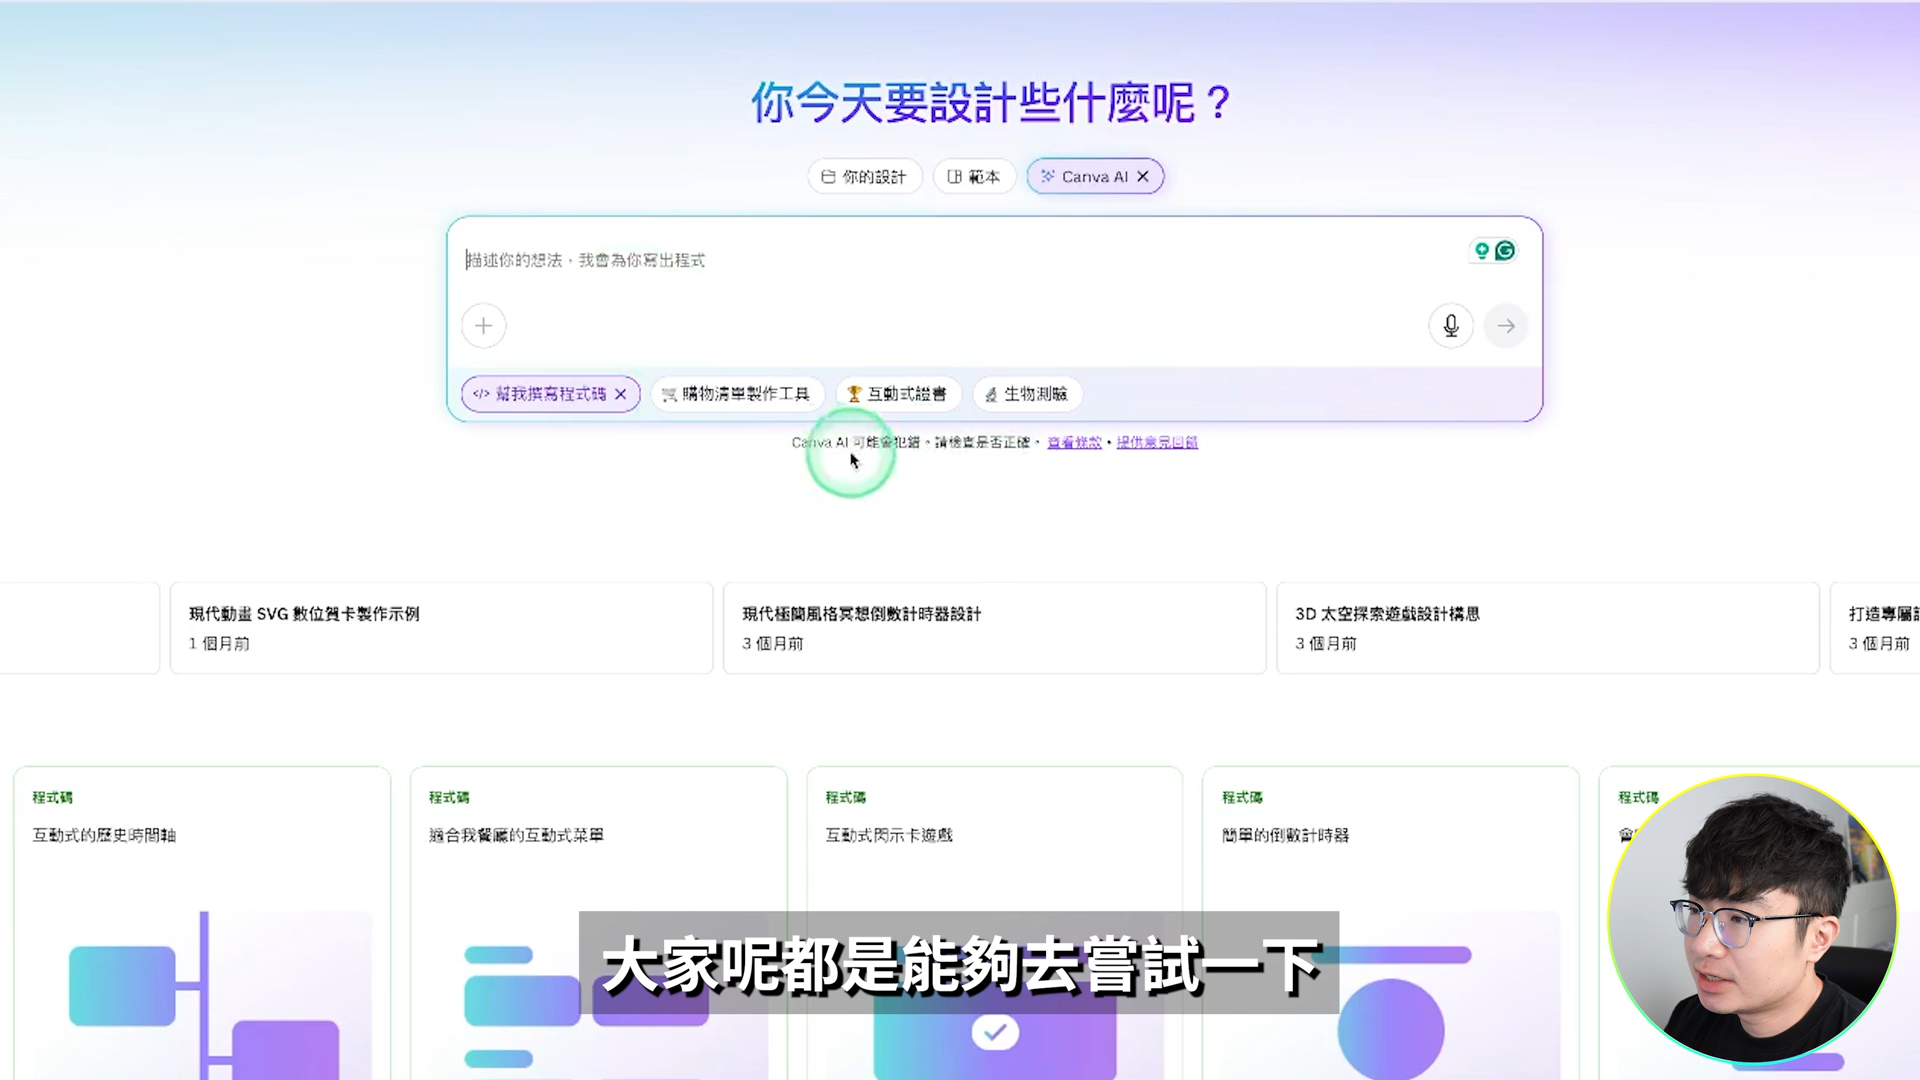 你今天要設計些什麼呢？
你的設計
範本
Canva AI
描述你的想法，我會為你寫出程式
</> 幫我撰寫程式碼
購物清單製作工具
互動式證書
生物測驗
Canva AI 可能會犯錯。請檢查是否正確。 查看條款 • 提供意見回饋
現代動畫 SVG 數位賀卡製作示例
1 個月前
現代極簡風格冥想倒數計時器設計
3 個月前
3D 太空探索遊戲設計構思
3 個月前
打造專屬
3 個月前
程式碼
互動式的歷史時間軸
程式碼
適合我餐廳的互動式菜單
程式碼
互動式閃示卡遊戲
程式碼
簡單的倒數計時器
程式碼
大家呢都是能夠去嘗試一下